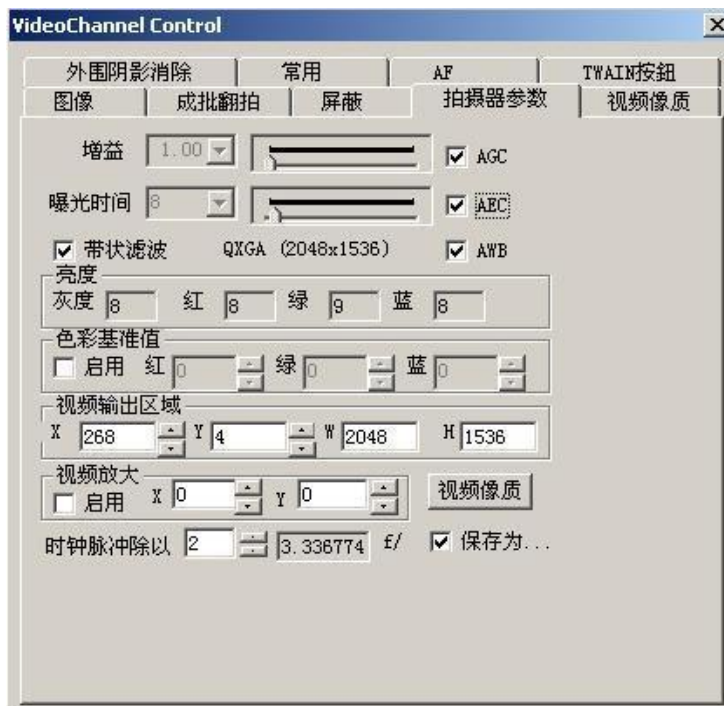 VideoChannel Control
外围阴影消除 常用 AF TWAIN按鈕
图像 成批翻拍 屏蔽 拍摄器参数 视频像质
增益 1.00 AGC
曝光时间 8 AEC
带状滤波 QXGA (2048x1536) AWB
亮度
灰度 8 红 8 绿 9 蓝 8
色彩基准值
启用 红 0 绿 0 蓝 0
视频输出区域
X 268 Y 4 W 2048 H 1536
视频放大
启用 X 0 Y 0 视频像质
时钟脉冲除以 2 3.336774 f/ 保存为...